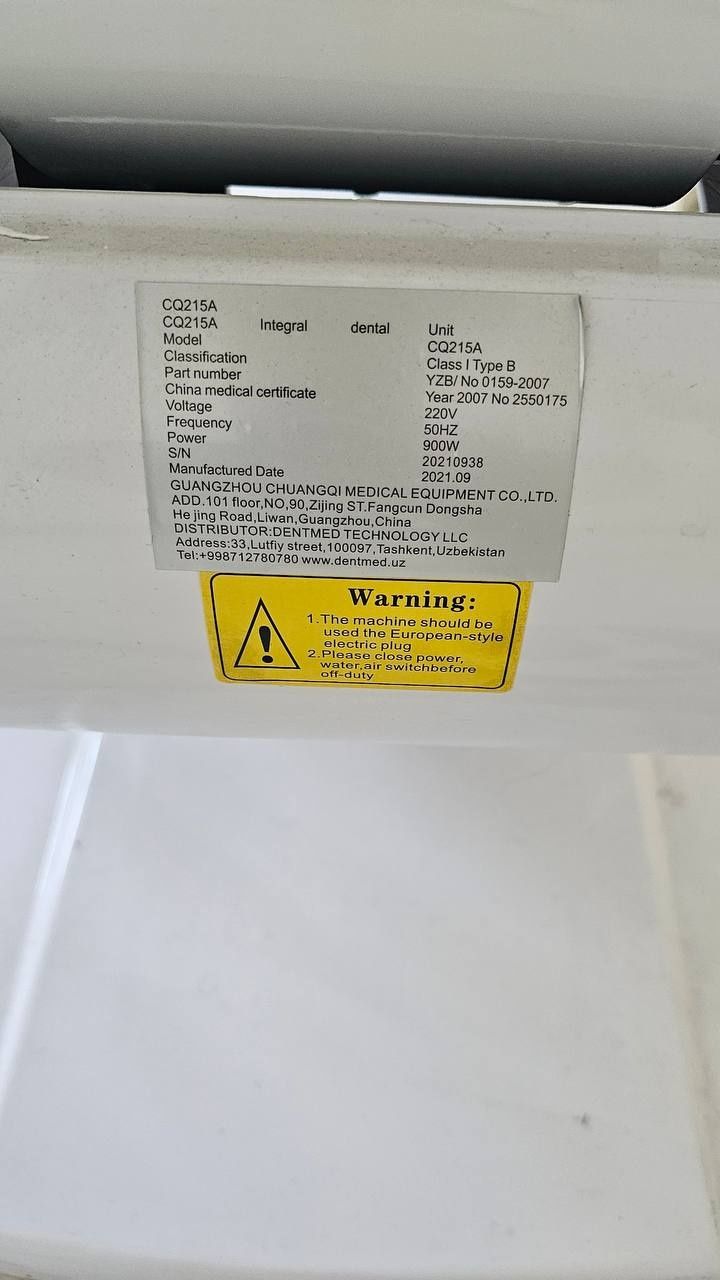 CQ215A
CQ215A Integral dental Unit
Model CQ215A
Classification Class I Type B
Part number YZB/ No 0159-2007
China medical certificate Year 2007 No 2550175
Voltage 220V
Frequency 50HZ
Power 900W
S/N 20210938
Manufactured Date 2021.09
GUANGZHOU CHUANGQI MEDICAL EQUIPMENT CO.,LTD.
ADD.101 floor,NO,90,Zijing ST.Fangcun Dongsha
He jing Road,Liwan,Guangzhou,China
DISTRIBUTOR:DENTMED TECHNOLOGY LLC
Address:33,Lutfiy street,100097,Tashkent,Uzbekistan
Tel:+998712780780 www.dentmed.uz
Warning:
1.The machine should be
used the European-style
electric plug
2.Please close power,
water,air switchbefore
off-duty